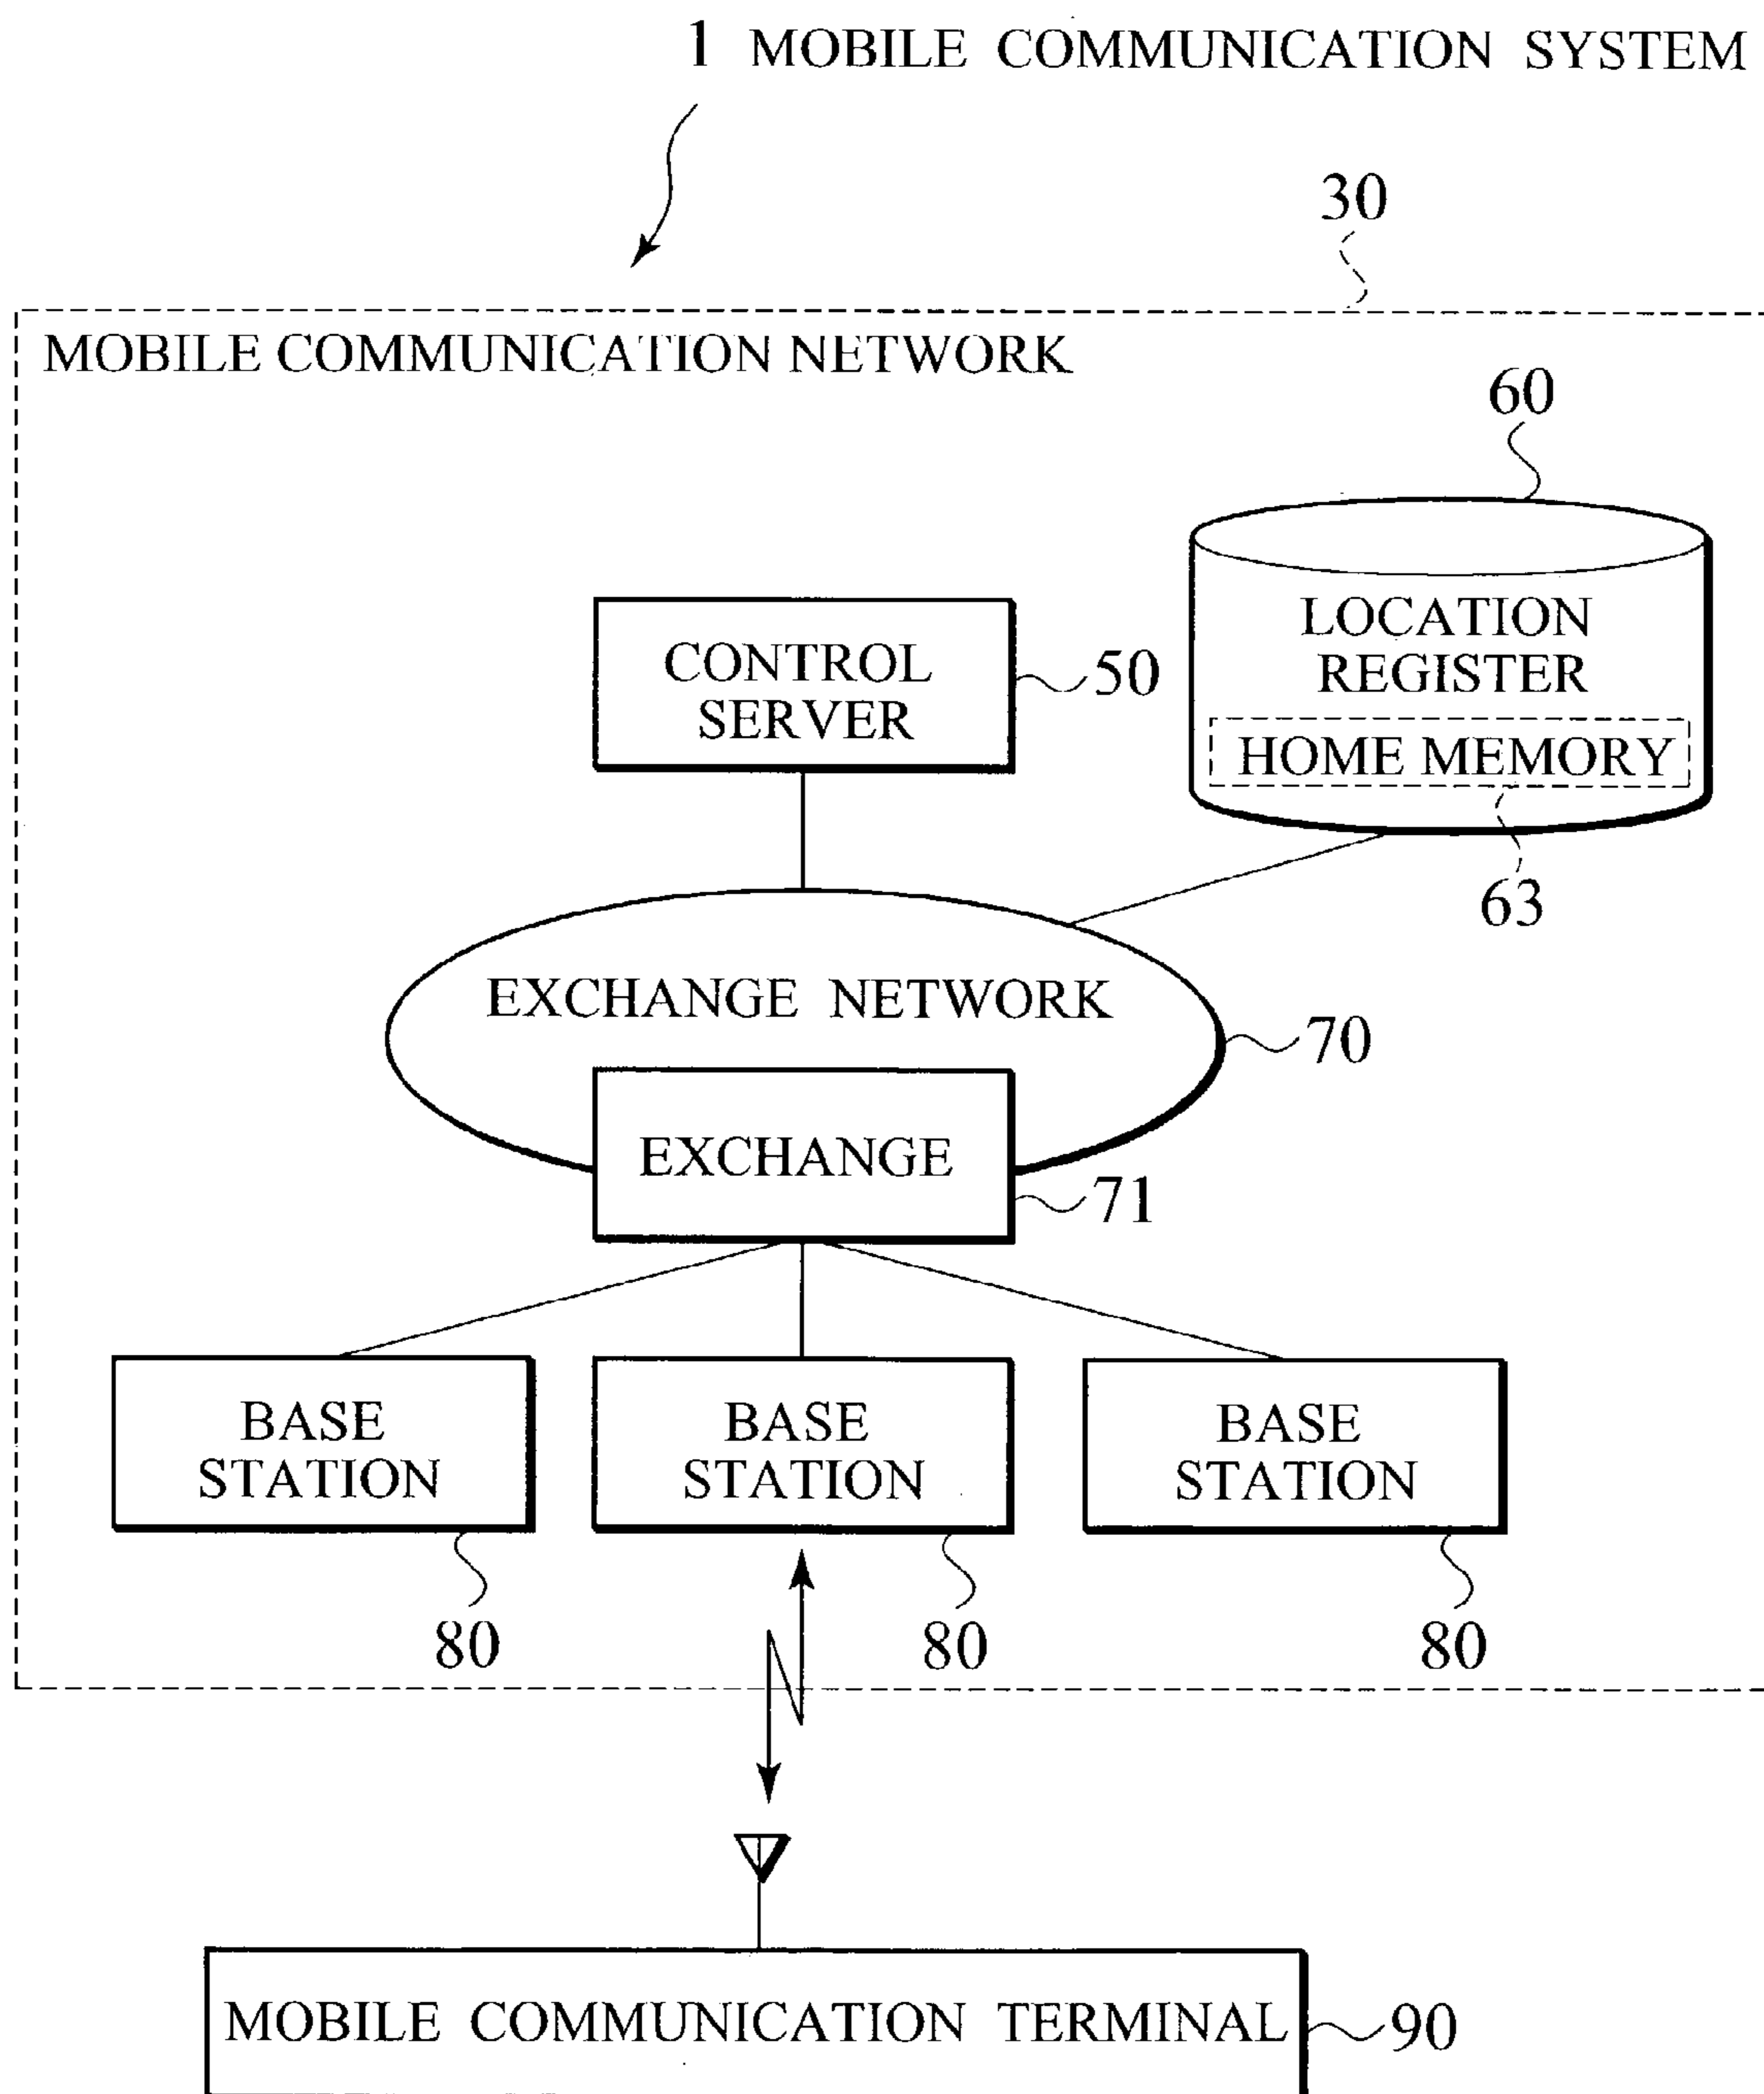 1 MOBILE COMMUNICATION SYSTEM
30
MOBILE COMMUNICATION NETWORK
60
LOCATION
REGISTER
HOME MEMORY
63
CONTROL
SERVER
50
EXCHANGE NETWORK
70
EXCHANGE
71
BASE
STATION
80
BASE
STATION
80
BASE
STATION
80
MOBILE COMMUNICATION TERMINAL
90